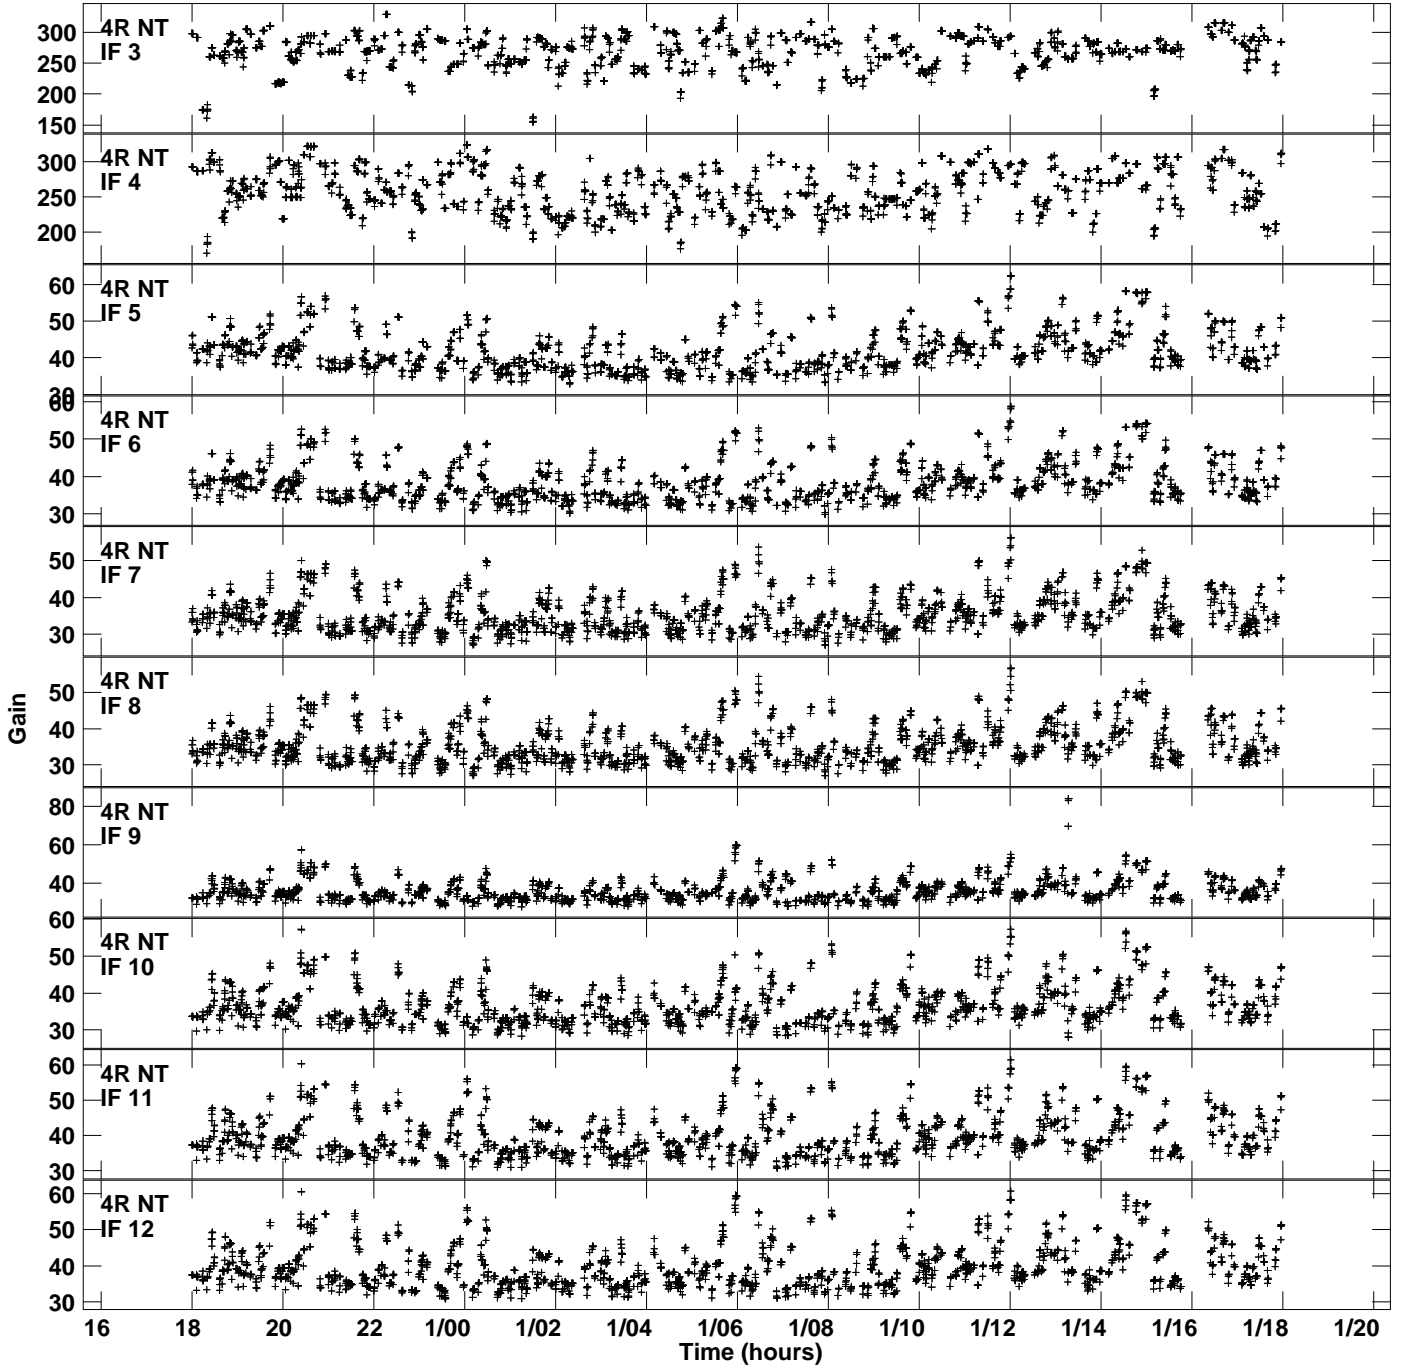 4R NT
IF 3
300
250
200
150
4R NT
IF 4
300
250
200
4R NT
IF 5
60
50
40
30
4R NT
IF 6
60
50
40
30
4R NT
IF 7
50
40
30
4R NT
IF 8
50
40
30
4R NT
IF 9
80
60
40
4R NT
IF 10
60
50
40
30
4R NT
IF 11
60
50
40
30
4R NT
IF 12
60
50
40
30
Gain
16 18 20 22 1/00 1/02 1/04 1/06 1/08 1/10 1/12 1/14 1/16 1/18 1/20
Time (hours)